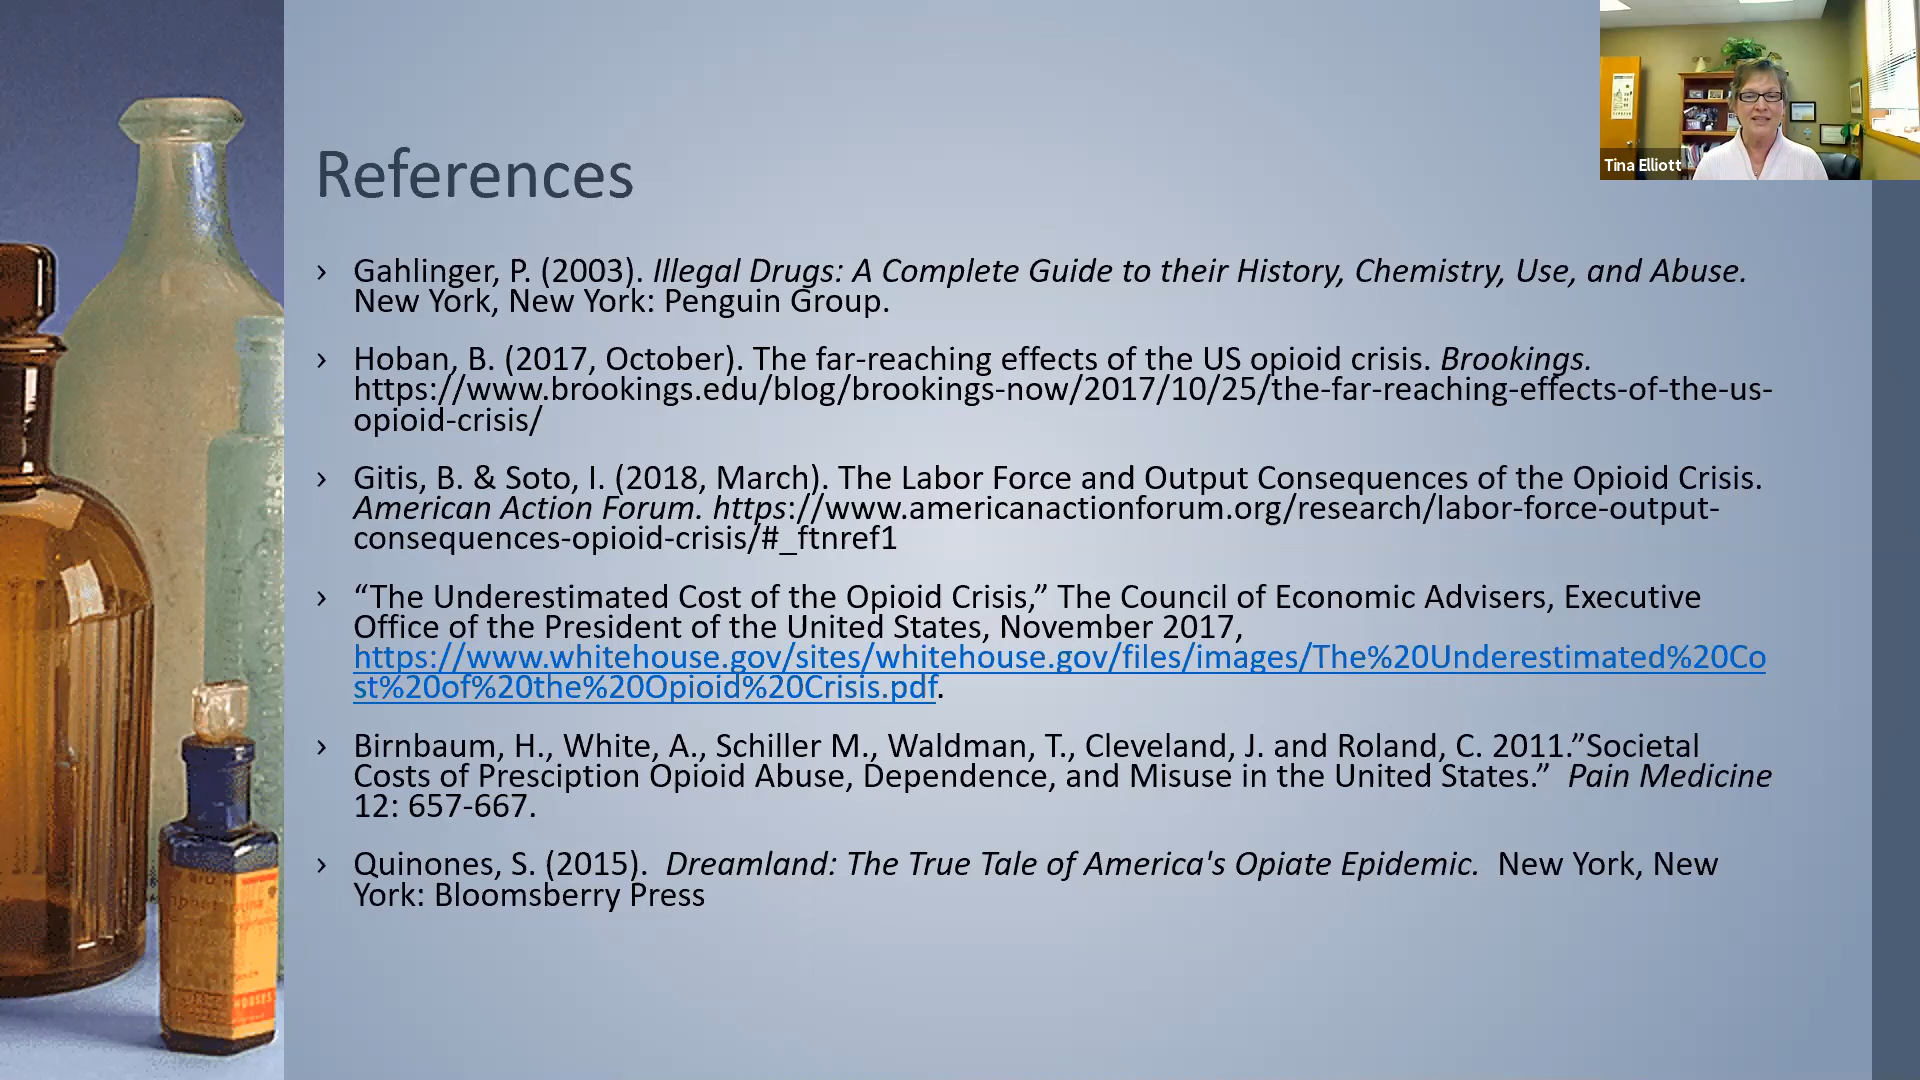 Tina Elliott
References
› Gahlinger, P. (2003). Illegal Drugs: A Complete Guide to their History, Chemistry, Use, and Abuse.
New York, New York: Penguin Group.
› Hoban, B. (2017, October). The far-reaching effects of the US opioid crisis. Brookings.
https://www.brookings.edu/blog/brookings-now/2017/10/25/the-far-reaching-effects-of-the-us-
opioid-crisis/
› Gitis, B. & Soto, I. (2018, March). The Labor Force and Output Consequences of the Opioid Crisis.
American Action Forum. https://www.americanactionforum.org/research/labor-force-output-
consequences-opioid-crisis/#_ftnref1
› “The Underestimated Cost of the Opioid Crisis,” The Council of Economic Advisers, Executive
Office of the President of the United States, November 2017,
https://www.whitehouse.gov/sites/whitehouse.gov/files/images/The%20Underestimated%20Co
st%20of%20the%20Opioid%20Crisis.pdf.
› Birnbaum, H., White, A., Schiller M., Waldman, T., Cleveland, J. and Roland, C. 2011.”Societal
Costs of Presciption Opioid Abuse, Dependence, and Misuse in the United States.” Pain Medicine
12: 657-667.
› Quinones, S. (2015). Dreamland: The True Tale of America's Opiate Epidemic. New York, New
York: Bloomsberry Press